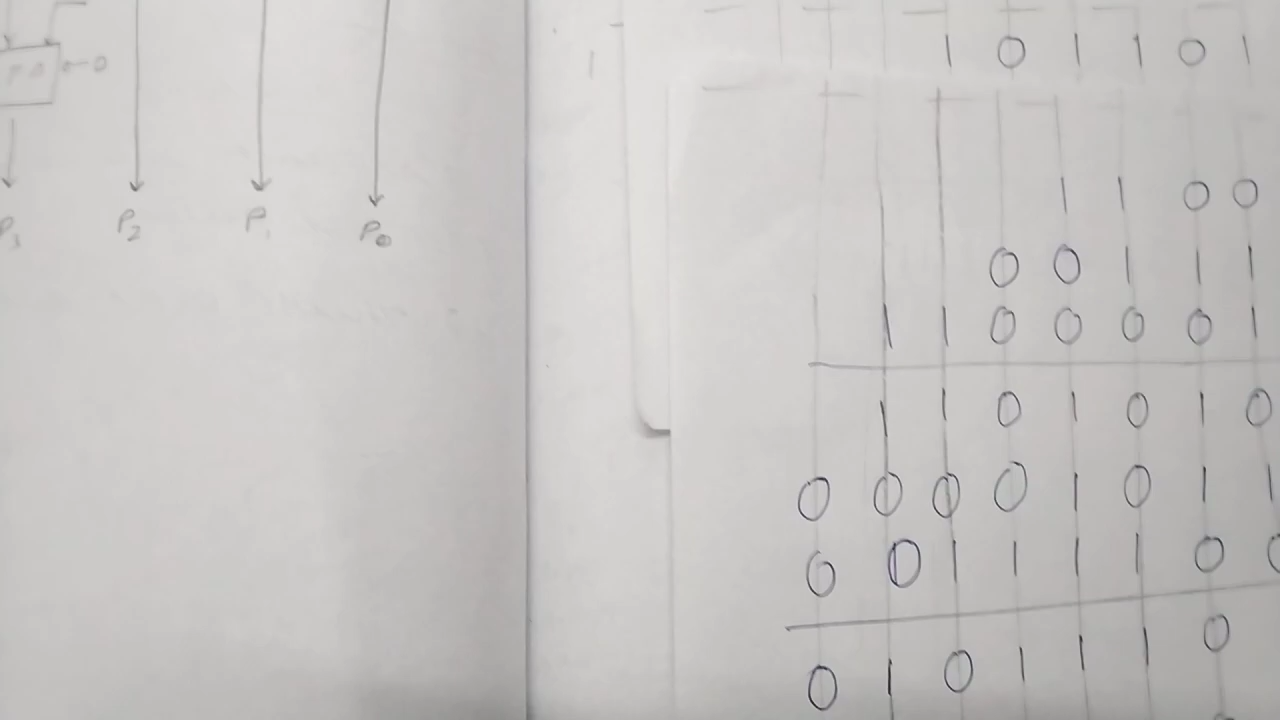 P3 P2 P1 P0
1 0 1 1 0 1
1 1 0 0
0 0 1 1 1
1 1 0 0 0 0 1
1 1 0 1 0 1 0
0 0 0 0 1 0 1 1
0 0 1 1 1 1 0
0 1 0 1 1 1 0